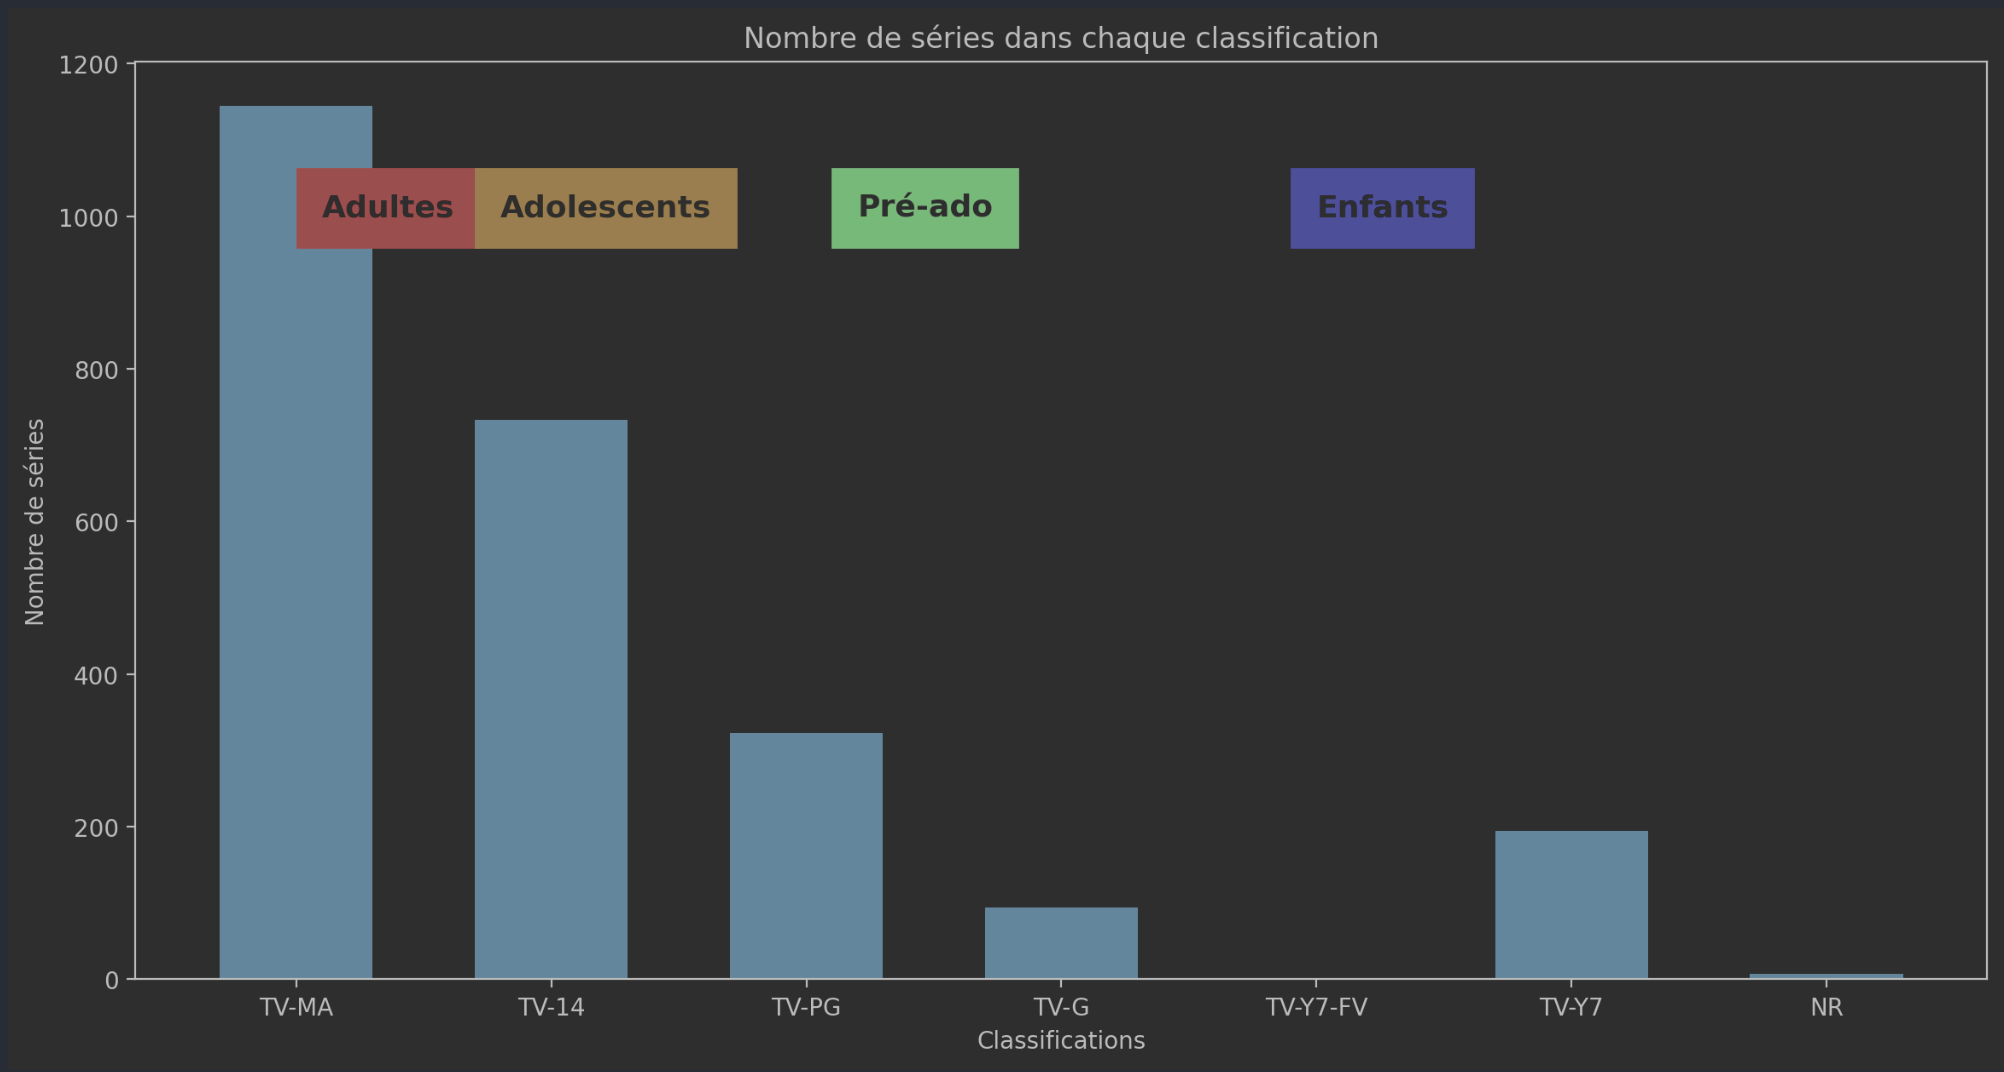 Nombre de séries dans chaque classification
1200
1000
800
600
400
200
0
Nombre de séries
Adultes
Adolescents
Pré-ado
Enfants
TV-MA
TV-14
TV-PG
TV-G
TV-Y7-FV
TV-Y7
NR
Classifications